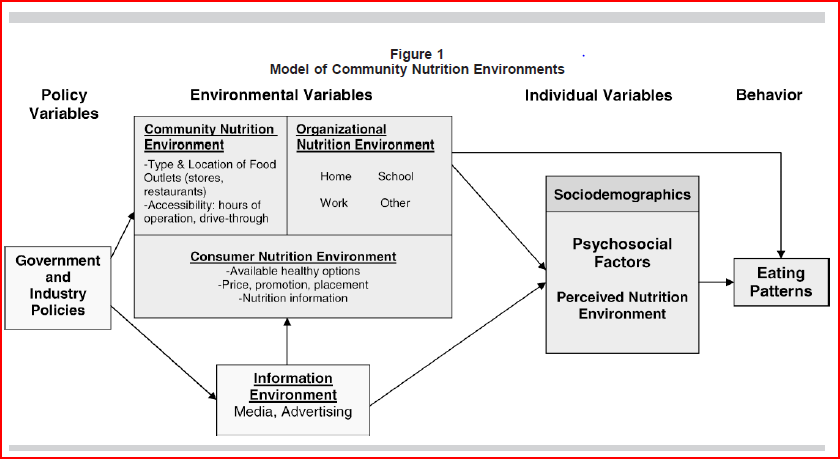 Figure 1
Model of Community Nutrition Environments
Policy
Variables
Environmental Variables
Individual Variables
Behavior
Community Nutrition
Environment
-Type & Location of Food
Outlets (stores,
restaurants)
-Accessibility: hours of
operation, drive-through
Organizational
Nutrition Environment
Home School
Work Other
Consumer Nutrition Environment
-Available healthy options
-Price, promotion, placement
-Nutrition information
Government
and
Industry
Policies
Information
Environment
Media, Advertising
Sociodemographics
Psychosocial
Factors
Perceived Nutrition
Environment
Eating
Patterns